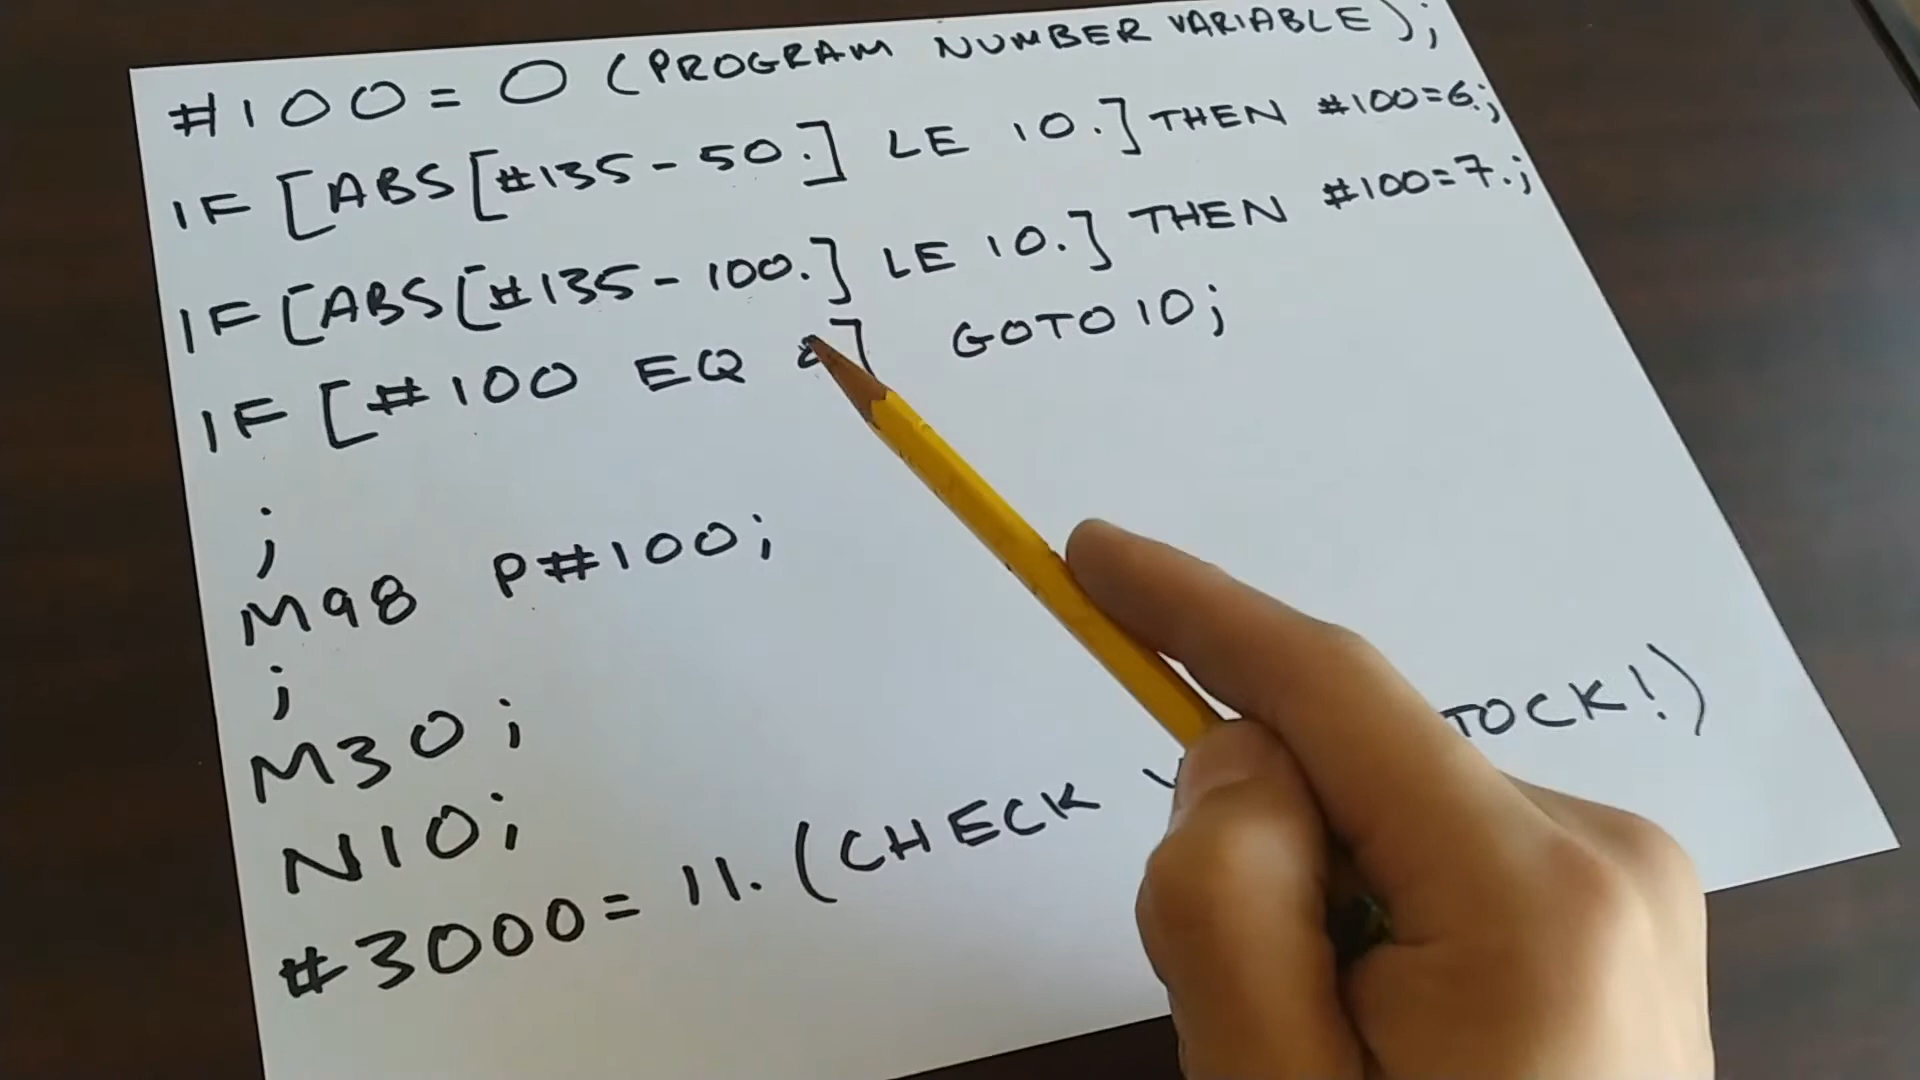 #100 = 0 (PROGRAM NUMBER VARIABLE);
IF [ABS[#135-50.] LE 10.] THEN #100=6.;
IF [ABS[#135-100.] LE 10.] THEN #100=7.;
IF [#100 EQ ] GOTO10;
;
M98 P#100;
;
M30;
N10;
#3000= 11. (CHECK TOCK!)